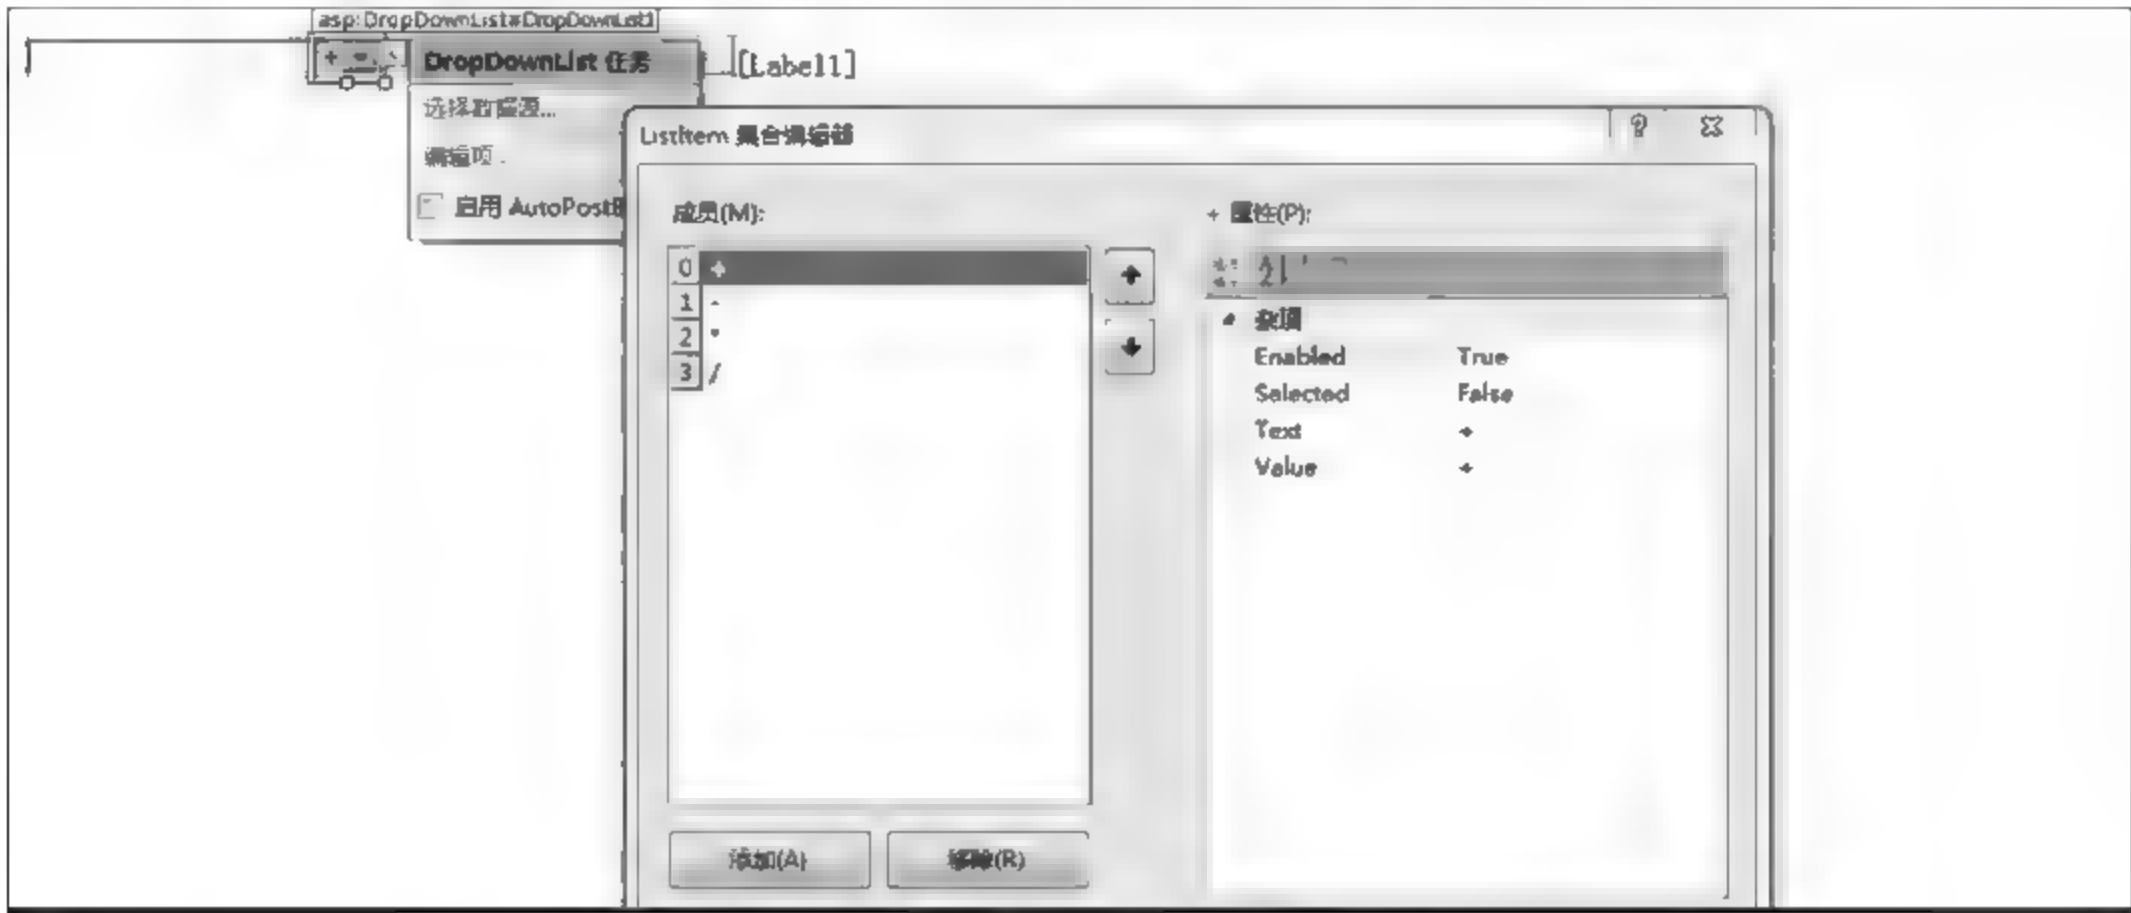 asp:DropDownList#DropDownList1
+
DropDownList 任务
[Label1]
选择数据源...
编辑项...
启用 AutoPostB
ListItem 集合编辑器
成员(M):
+ 属性(P):
0 +
1 -
2 *
3 /
杂项
Enabled True
Selected False
Text +
Value +
添加(A)
移除(R)